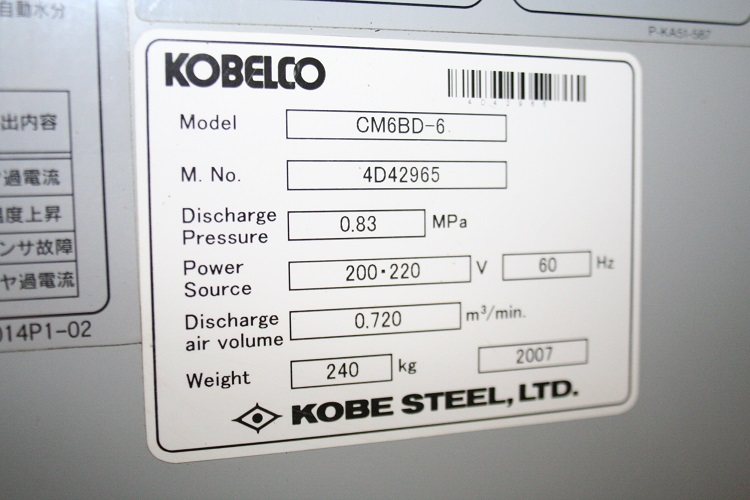 自動水分
P-KA51-587
出内容
過電流
温度上昇
ンサ故障
ヤ過電流
014P1-02
KOBELCO
Model CM6BD-6
M. No. 4D42965
Discharge
Pressure 0.83 MPa
Power
Source 200・220 V 60 Hz
Discharge
air volume 0.720 m³/min.
Weight 240 kg 2007
KOBE STEEL, LTD.